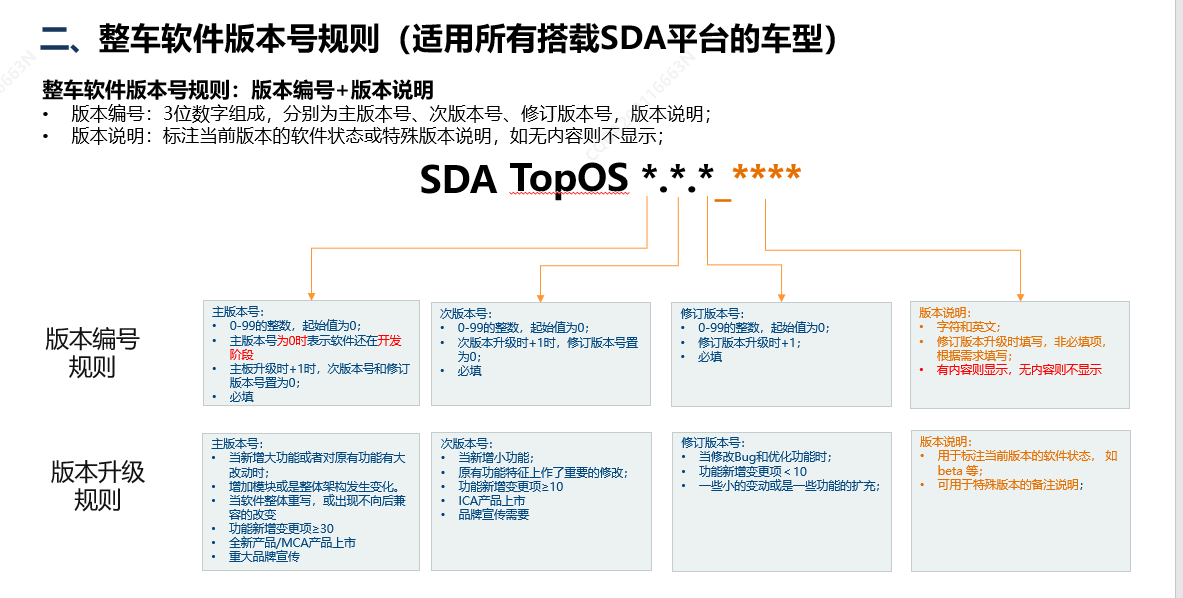 二、整车软件版本号规则（适用所有搭载SDA平台的车型）
整车软件版本号规则：版本编号+版本说明
• 版本编号：3位数字组成，分别为主版本号、次版本号、修订版本号，版本说明；
• 版本说明：标注当前版本的软件状态或特殊版本说明，如无内容则不显示；
SDA TopOS *.*.*_****
版本编号
规则
主版本号：
• 0-99的整数，起始值为0；
• 主版本号为0时表示软件还在开发
阶段
• 主板升级时+1时，次版本号和修订
版本号置为0；
• 必填
次版本号：
• 0-99的整数，起始值为0；
• 次版本升级时+1时，修订版本号置
为0；
• 必填
修订版本号：
• 0-99的整数，起始值为0；
• 修订版本升级时+1；
• 必填
版本说明：
• 字符和英文；
• 修订版本升级时填写，非必填项，
根据需求填写；
• 有内容则显示，无内容则不显示
版本升级
规则
主版本号：
• 当新增大功能或者对原有功能有大
改动时；
• 增加模块或是整体架构发生变化。
• 当软件整体重写，或出现不向后兼
容的改变
• 功能新增变更项≥30
• 全新产品/MCA产品上市
• 重大品牌宣传
次版本号：
• 当新增小功能；
• 原有功能特征上作了重要的修改；
• 功能新增变更项≥10
• ICA产品上市
• 品牌宣传需要
修订版本号：
• 当修改Bug和优化功能时；
• 功能新增变更项＜10
• 一些小的变动或是一些功能的扩充；
版本说明：
• 用于标注当前版本的软件状态， 如
beta 等；
• 可用于特殊版本的备注说明；